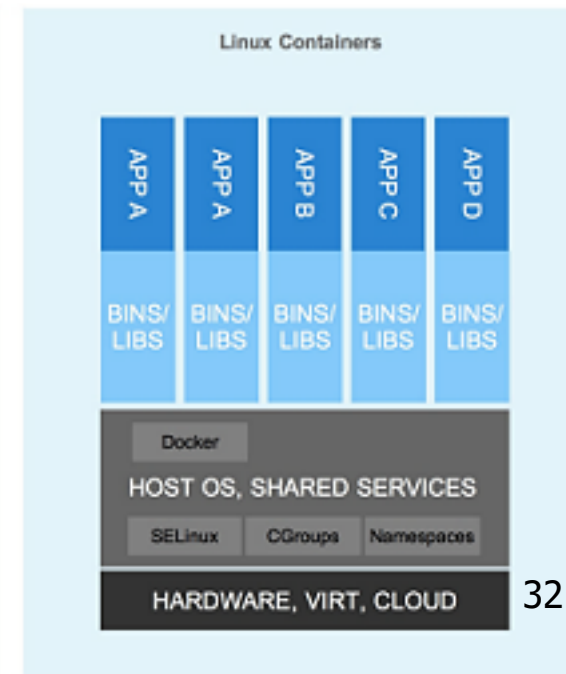 Linux Containers
APP A
APP A
APP B
APP C
APP D
BINS/
LIBS
BINS/
LIBS
BINS/
LIBS
BINS/
LIBS
BINS/
LIBS
Docker
HOST OS, SHARED SERVICES
SELinux
CGroups
Namespaces
HARDWARE, VIRT, CLOUD
32